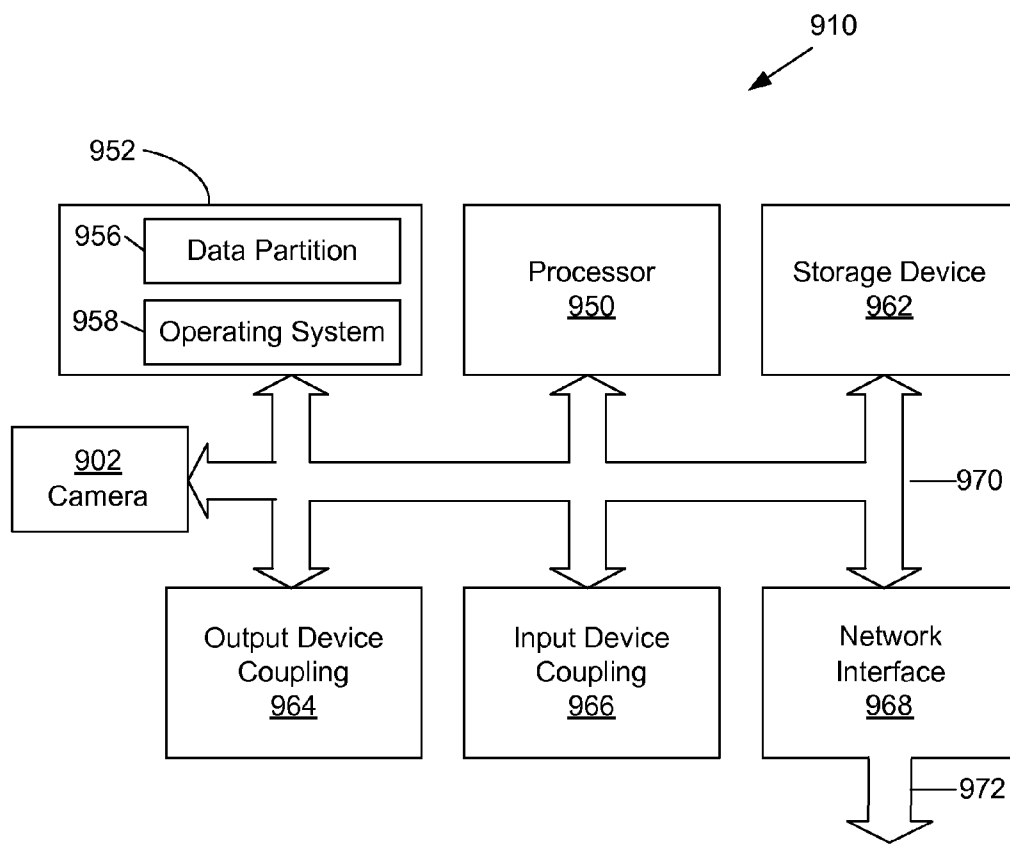 910
952
956
Data Partition
958
Operating System
Processor
950
Storage Device
962
902
Camera
970
Output Device
Coupling
964
Input Device
Coupling
966
Network
Interface
968
972